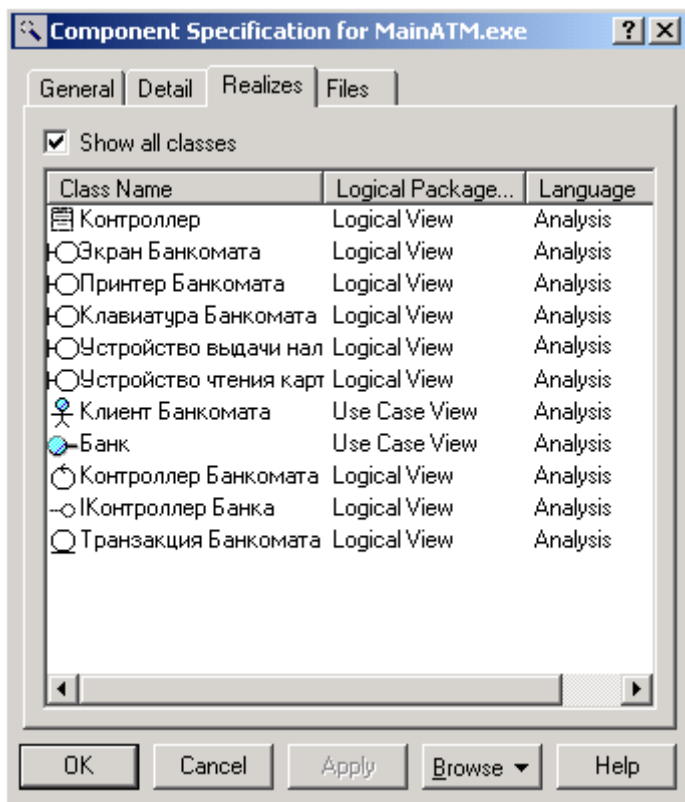 Component Specification for MainATM.exe
General Detail Realizes Files
Show all classes
Class Name Logical Package... Language
Контроллер Logical View Analysis
Экран Банкомата Logical View Analysis
Принтер Банкомата Logical View Analysis
Клавиатура Банкомата Logical View Analysis
Устройство выдачи нал Logical View Analysis
Устройство чтения карт Logical View Analysis
Клиент Банкомата Use Case View Analysis
Банк Use Case View Analysis
Контроллер Банкомата Logical View Analysis
IКонтроллер Банка Logical View Analysis
Транзакция Банкомата Logical View Analysis
OK Cancel Apply Browse Help